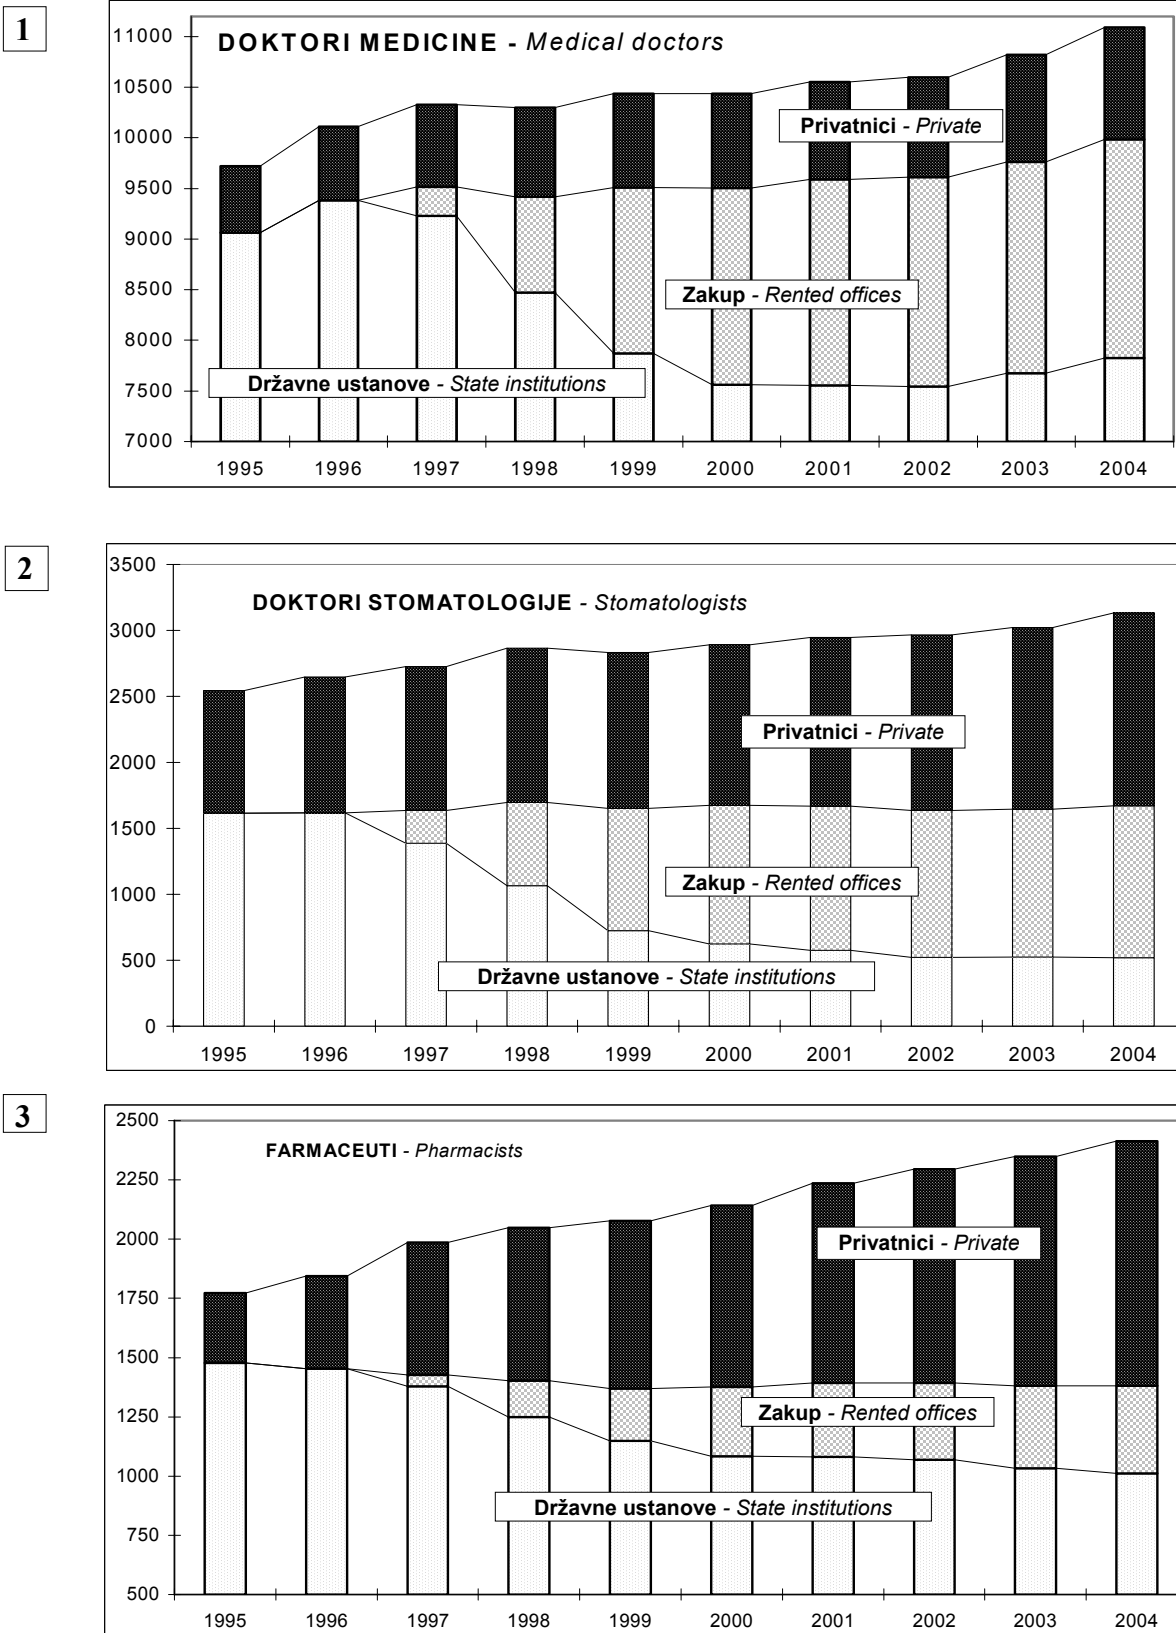 1
DOKTORI MEDICINE - Medical doctors
11000
10500
10000
9500
9000
8500
8000
7500
7000
Privatnici - Private
Zakup - Rented offices
Državne ustanove - State institutions
1995 1996 1997 1998 1999 2000 2001 2002 2003 2004
2
DOKTORI STOMATOLOGIJE - Stomatologists
3500
3000
2500
2000
1500
1000
500
0
Privatnici - Private
Zakup - Rented offices
Državne ustanove - State institutions
1995 1996 1997 1998 1999 2000 2001 2002 2003 2004
3
FARMACEUTI - Pharmacists
2500
2250
2000
1750
1500
1250
1000
750
500
Privatnici - Private
Zakup - Rented offices
Državne ustanove - State institutions
1995 1996 1997 1998 1999 2000 2001 2002 2003 2004